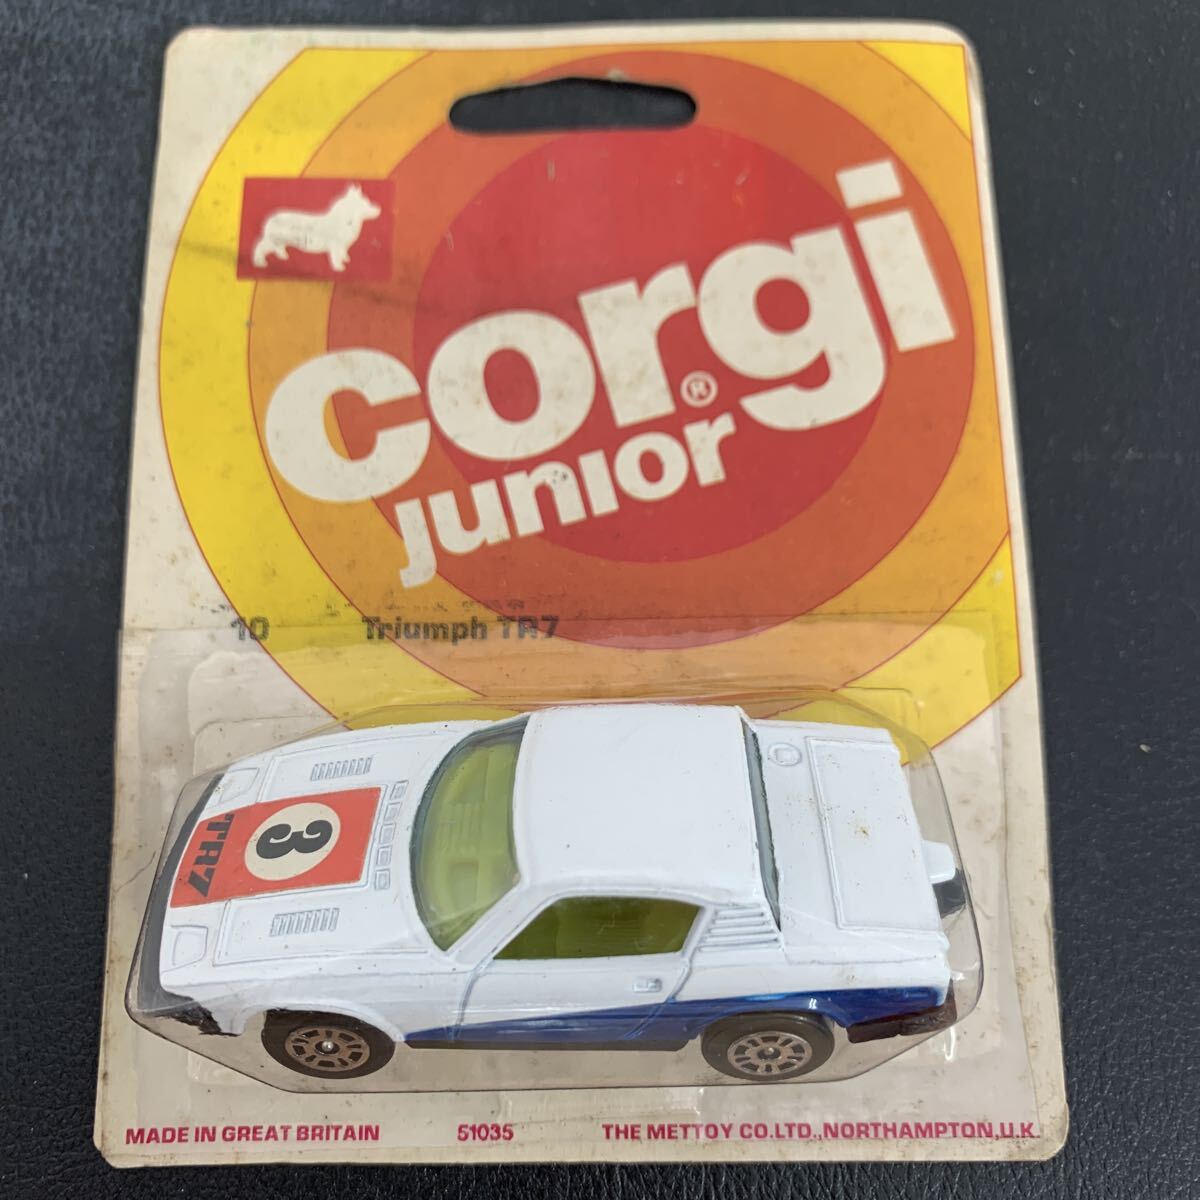 corgi®
junior
10 Triumph TR7
3
TR7
MADE IN GREAT BRITAIN 51035 THE METTOY CO.LTD.,NORTHAMPTON,U.K.